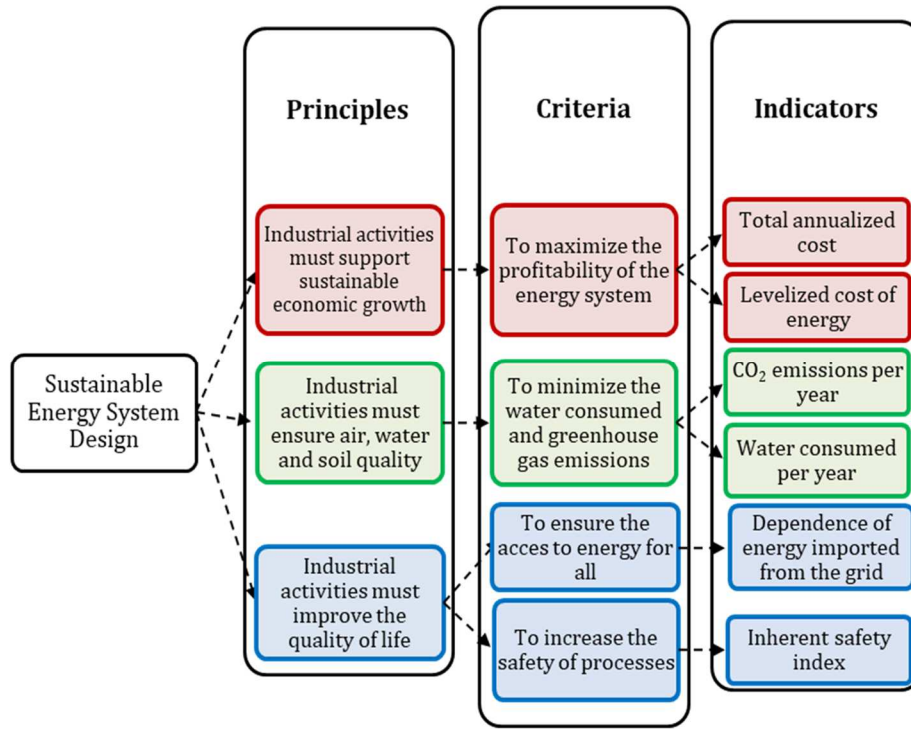 Principles
Criteria
Indicators
Sustainable
Energy System
Design
Industrial activities
must support
sustainable
economic growth
To maximize the
profitability of the
energy system
Total annualized
cost
Levelized cost of
energy
Industrial
activities must
ensure air, water
and soil quality
To minimize the
water consumed
and greenhouse
gas emissions
CO₂ emissions per
year
Water consumed
per year
Industrial
activities must
improve the
quality of life
To ensure the
acces to energy for
all
Dependence of
energy imported
from the grid
To increase the
safety of processes
Inherent safety
index